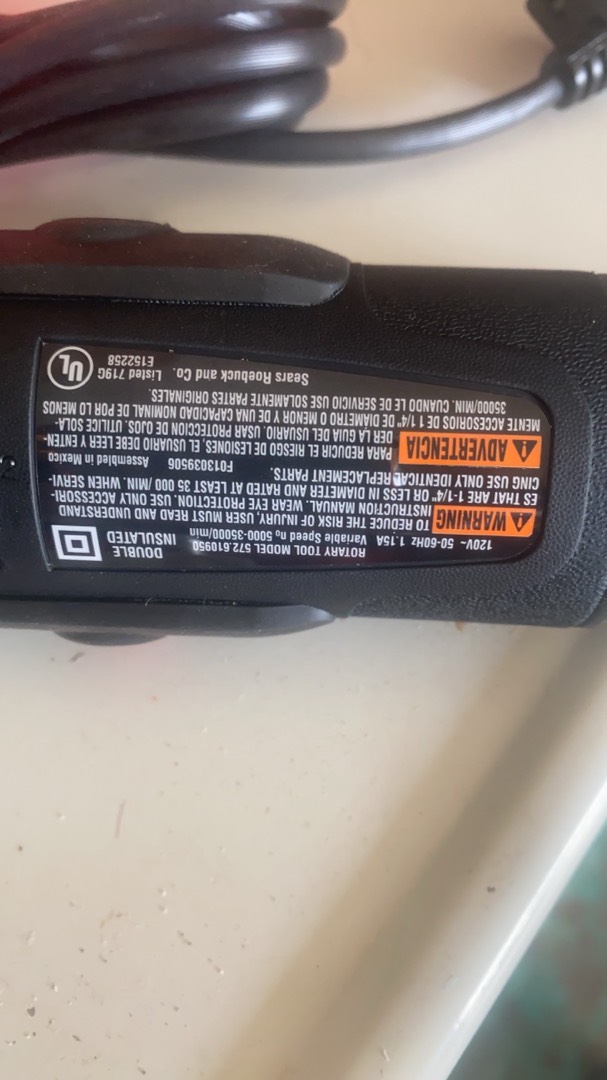 ROTARY TOOL MODEL 572.610950
120V~ 50-60Hz 1.15A Variable Speed n₀ 5000-35000/min
DOUBLE
INSULATED
WARNING TO REDUCE THE RISK OF INJURY, USER MUST READ AND UNDERSTAND
INSTRUCTION MANUAL. WEAR EYE PROTECTION. USE ONLY ACCESSORI-
ES THAT ARE 1-1/4" OR LESS IN DIAMETER AND RATED AT LEAST 35 000 /MIN. WHEN SERVI-
CING USE ONLY IDENTICAL REPLACEMENT PARTS.
F013039506 Assembled in Mexico
ADVERTENCIA PARA REDUCIR EL RIESGO DE LESIONES, EL USUARIO DEBE LEER Y ENTEN-
DER LA GUIA DEL USUARIO. USAR PROTECCION DE OJOS. UTILICE SOLA-
MENTE ACCESORIOS DE 1 1/4" DE DIAMETRO O MENOR Y DE UNA CAPACIDAD NOMINAL DE POR LO MENOS
35000/MIN. CUANDO LE DE SERVICIO USE SOLAMENTE PARTES ORIGINALES.
Sears Roebuck and Co. Listed 719G
E152258
UL